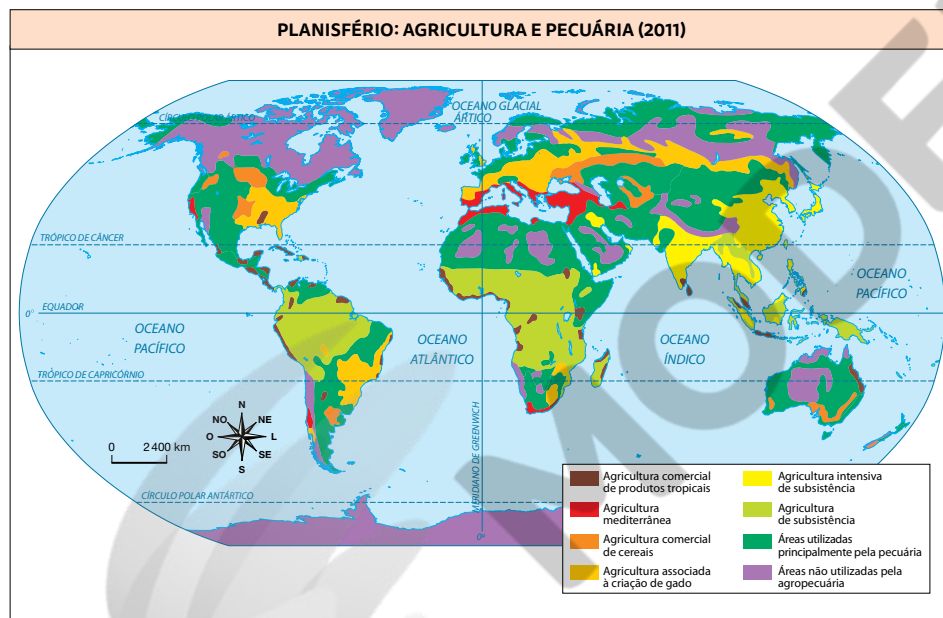 PLANISFÉRIO: AGRICULTURA E PECUÁRIA (2011)
OCEANO GLACIAL
ÁRTICO
CÍRCULO POLAR ÁRTICO
TRÓPICO DE CÂNCER
OCEANO
PACÍFICO
EQUADOR
0°
OCEANO
PACÍFICO
OCEANO
ATLÂNTICO
OCEANO
ÍNDICO
TRÓPICO DE CAPRICÓRNIO
MERIDIANO DE GREENWICH
N
NO
NE
O
L
SO
SE
S
0
2 400 km
CÍRCULO POLAR ANTÁRTICO
0°
Agricultura comercial
de produtos tropicais
Agricultura
mediterrânea
Agricultura comercial
de cereais
Agricultura associada
à criação de gado
Agricultura intensiva
de subsistência
Agricultura
de subsistência
Áreas utilizadas
principalmente pela pecuária
Áreas não utilizadas pela
agropecuária